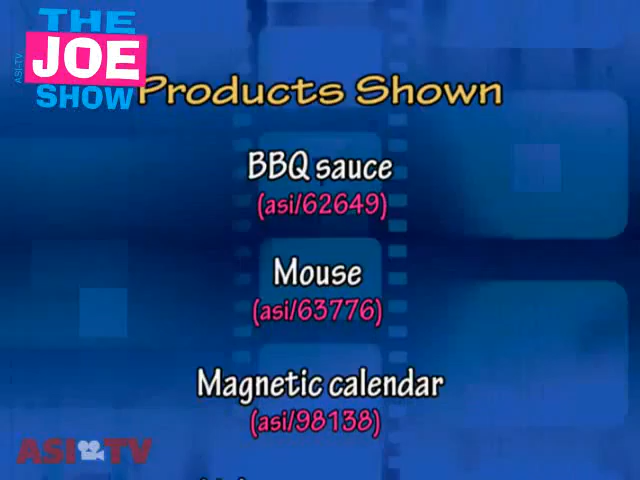 THE
JOE
SHOW
ASI-TV
Products Shown
BBQ sauce
(asi/62649)
Mouse
(asi/63776)
Magnetic calendar
(asi/98138)
ASI TV